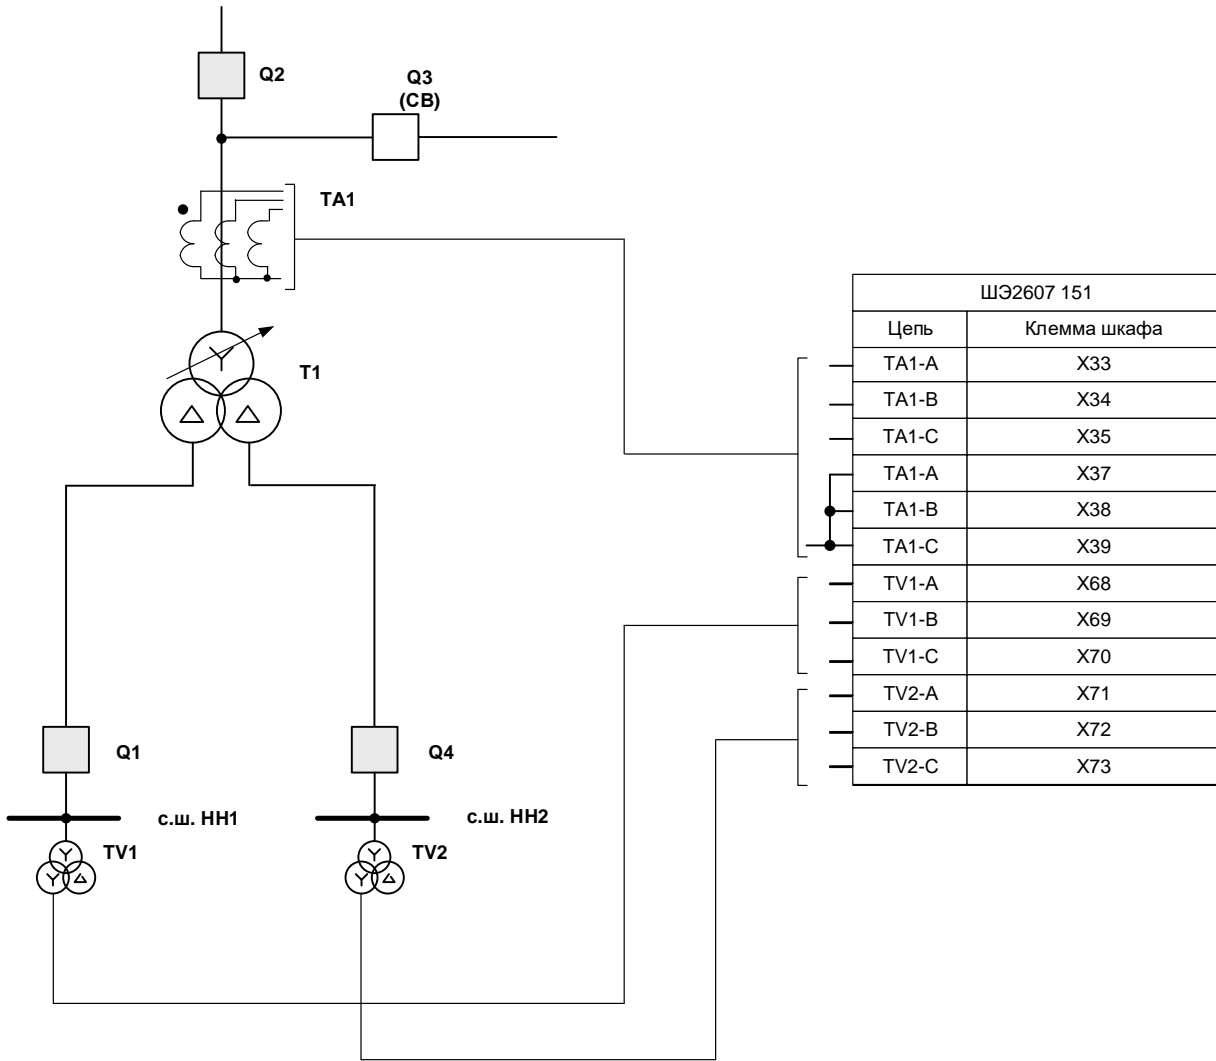 Q2
Q3
(СВ)
TA1
T1
Q1
Q4
с.ш. НН1
с.ш. НН2
TV1
TV2
ШЭ2607 151
Цепь Клемма шкафа
TA1-A X33
TA1-B X34
TA1-C X35
TA1-A X37
TA1-B X38
TA1-C X39
TV1-A X68
TV1-B X69
TV1-C X70
TV2-A X71
TV2-B X72
TV2-C X73